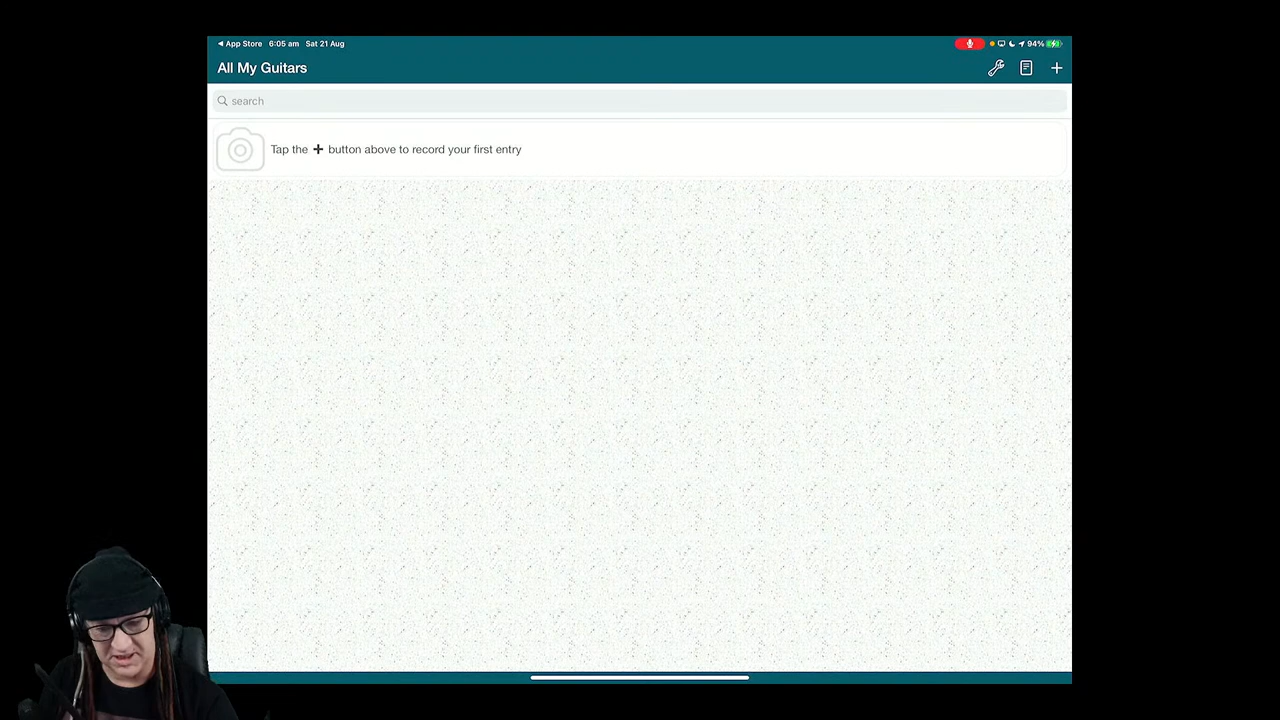 App Store 6:05 am Sat 21 Aug 94%
All My Guitars
search
Tap the + button above to record your first entry